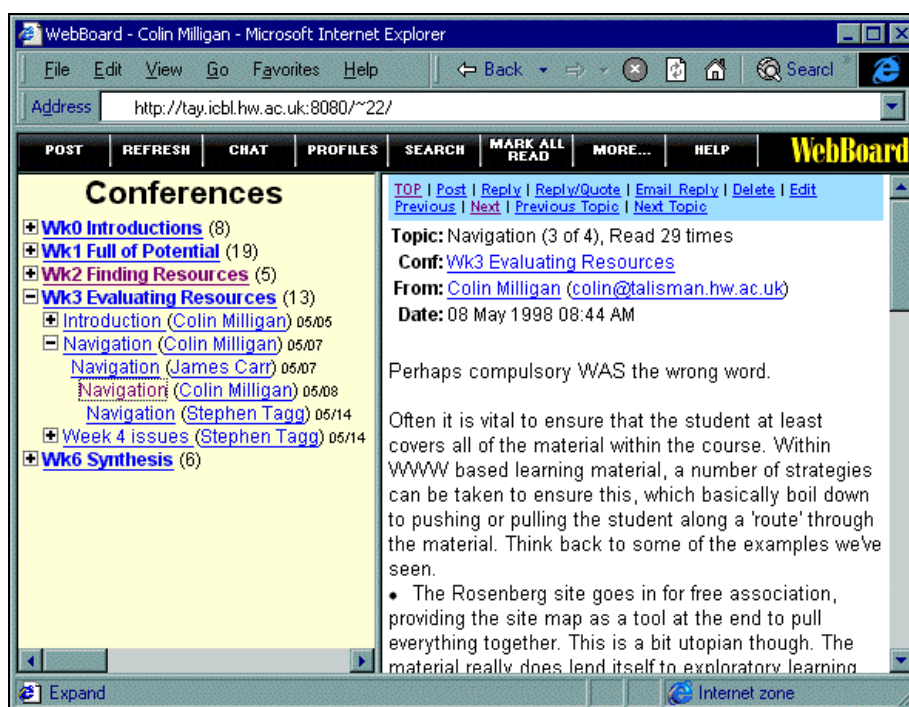 WebBoard - Colin Milligan - Microsoft Internet Explorer
File Edit View Go Favorites Help Back Searcl
Address http://tay.icbl.hw.ac.uk:8080/~22/
POST REFRESH CHAT PROFILES SEARCH MARK ALL READ MORE... HELP WebBoard
Conferences
Wk0 Introductions (8)
Wk1 Full of Potential (19)
Wk2 Finding Resources (5)
Wk3 Evaluating Resources (13)
Introduction (Colin Milligan) 05/05
Navigation (Colin Milligan) 05/07
Navigation (James Carr) 05/07
Navigation (Colin Milligan) 05/08
Navigation (Stephen Tagg) 05/14
Week 4 issues (Stephen Tagg) 05/14
Wk6 Synthesis (6)
TOP | Post | Reply | Reply/Quote | Email Reply | Delete | Edit
Previous | Next | Previous Topic | Next Topic
Topic: Navigation (3 of 4), Read 29 times
Conf: Wk3 Evaluating Resources
From: Colin Milligan (colin@talisman.hw.ac.uk)
Date: 08 May 1998 08:44 AM
Perhaps compulsory WAS the wrong word.
Often it is vital to ensure that the student at least
covers all of the material within the course. Within
WWW based learning material, a number of strategies
can be taken to ensure this, which basically boil down
to pushing or pulling the student along a 'route' through
the material. Think back to some of the examples we've
seen.
• The Rosenberg site goes in for free association,
providing the site map as a tool at the end to pull
everything together. This is a bit utopian though. The
material really does lend itself to exploratory learning
Expand Internet zone